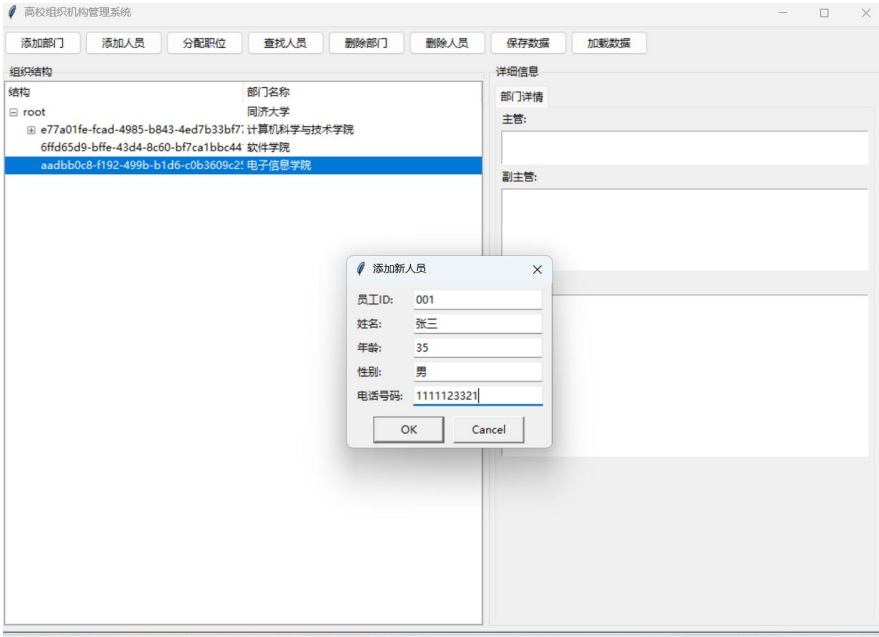 高校组织机构管理系统
添加部门 添加人员 分配职位 查找人员 删除部门 删除人员 保存数据 加载数据
组织结构
结构 部门名称
root 同济大学
e77a01fe-fcad-4985-b843-4ed7b33bf7 计算机科学与技术学院
6ffd65d9-bffe-43d4-8c60-bf7ca1bbc44 软件学院
aadbb0c8-f192-499b-b1d6-c0b3609c2 电子信息学院
详细信息
部门详情
主管:
副主管:
添加新人员
员工ID: 001
姓名: 张三
年龄: 35
性别: 男
电话号码: 1111123321
OK Cancel